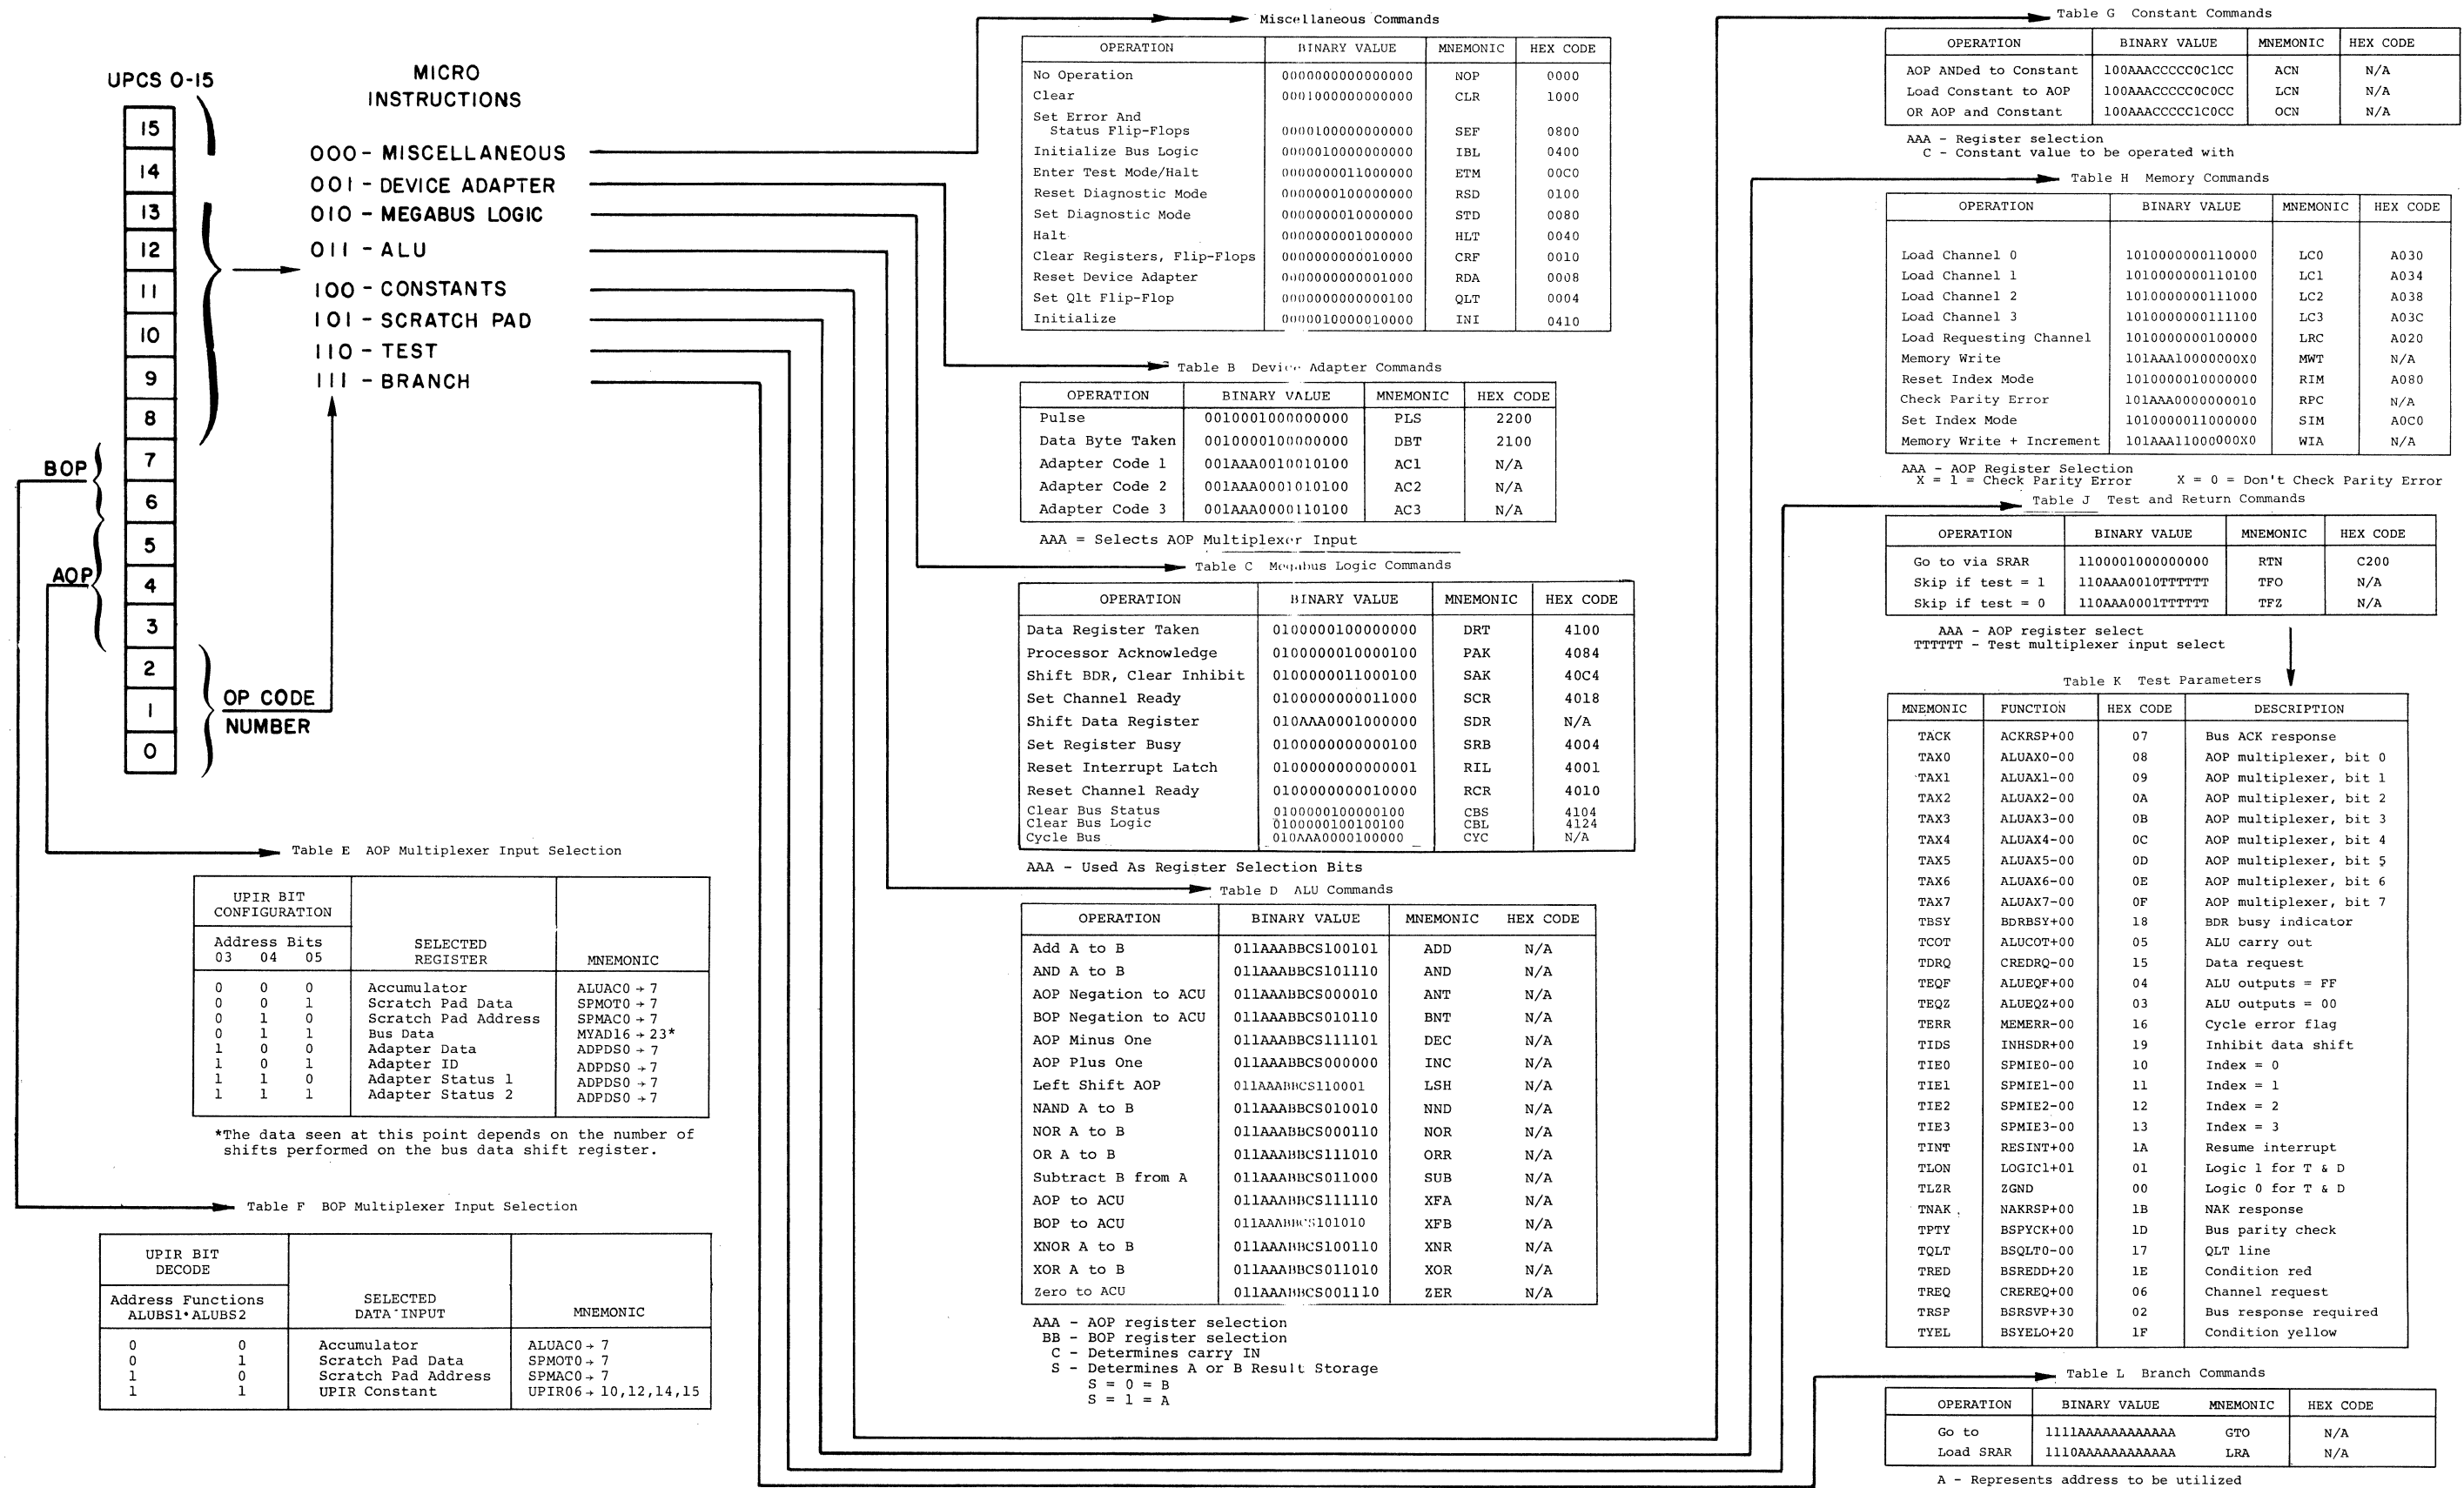 UPCS 0-15
15
14
13
12
11
10
9
8
7
6
5
4
3
2
1
0
BOP
AOP
OP CODE
NUMBER
MICRO
INSTRUCTIONS
000 - MISCELLANEOUS
001 - DEVICE ADAPTER
010 - MEGABUS LOGIC
011 - ALU
100 - CONSTANTS
101 - SCRATCH PAD
110 - TEST
111 - BRANCH
Table E AOP Multiplexer Input Selection
UPIR BIT
CONFIGURATION
Address Bits SELECTED
03 04 05 REGISTER MNEMONIC
0 0 0 Accumulator ALUAC0 → 7
0 0 1 Scratch Pad Data SPMOT0 → 7
0 1 0 Scratch Pad Address SPMAC0 → 7
0 1 1 Bus Data MYAD16 → 23*
1 0 0 Adapter Data ADPDS0 → 7
1 0 1 Adapter ID ADPDS0 → 7
1 1 0 Adapter Status 1 ADPDS0 → 7
1 1 1 Adapter Status 2 ADPDS0 → 7
*The data seen at this point depends on the number of
shifts performed on the bus data shift register.
Table F BOP Multiplexer Input Selection
UPIR BIT
DECODE
Address Functions SELECTED
ALUBS1•ALUBS2 DATA INPUT MNEMONIC
0 0 Accumulator ALUAC0 → 7
0 1 Scratch Pad Data SPMOT0 → 7
1 0 Scratch Pad Address SPMAC0 → 7
1 1 UPIR Constant UPIR06 → 10,12,14,15
Miscellaneous Commands
OPERATION BINARY VALUE MNEMONIC HEX CODE
No Operation 0000000000000000 NOP 0000
Clear 0001000000000000 CLR 1000
Set Error And
Status Flip-Flops 0000100000000000 SEF 0800
Initialize Bus Logic 0000010000000000 IBL 0400
Enter Test Mode/Halt 0000000011000000 ETM 00C0
Reset Diagnostic Mode 0000000100000000 RSD 0100
Set Diagnostic Mode 0000000010000000 STD 0080
Halt 0000000001000000 HLT 0040
Clear Registers, Flip-Flops 0000000000010000 CRF 0010
Reset Device Adapter 0000000000001000 RDA 0008
Set Qlt Flip-Flop 0000000000000100 QLT 0004
Initialize 0000010000010000 INI 0410
Table B Device Adapter Commands
OPERATION BINARY VALUE MNEMONIC HEX CODE
Pulse 0010001000000000 PLS 2200
Data Byte Taken 0010000100000000 DBT 2100
Adapter Code 1 001AAA0010010100 AC1 N/A
Adapter Code 2 001AAA0001010100 AC2 N/A
Adapter Code 3 001AAA0000110100 AC3 N/A
AAA = Selects AOP Multiplexer Input
Table C Megabus Logic Commands
OPERATION BINARY VALUE MNEMONIC HEX CODE
Data Register Taken 0100000100000000 DRT 4100
Processor Acknowledge 0100000010000100 PAK 4084
Shift BDR, Clear Inhibit 0100000011000100 SAK 40C4
Set Channel Ready 0100000000011000 SCR 4018
Shift Data Register 010AAA0001000000 SDR N/A
Set Register Busy 0100000000000100 SRB 4004
Reset Interrupt Latch 0100000000000001 RIL 4001
Reset Channel Ready 0100000000010000 RCR 4010
Clear Bus Status 0100000100000100 CBS 4104
Clear Bus Logic 0100000100100100 CBL 4124
Cycle Bus 010AAA0000100000 CYC N/A
AAA - Used As Register Selection Bits
Table D ALU Commands
OPERATION BINARY VALUE MNEMONIC HEX CODE
Add A to B 011AAABBCS100101 ADD N/A
AND A to B 011AAABBCS101110 AND N/A
AOP Negation to ACU 011AAABBCS000010 ANT N/A
BOP Negation to ACU 011AAABBCS010110 BNT N/A
AOP Minus One 011AAABBCS111101 DEC N/A
AOP Plus One 011AAABBCS000000 INC N/A
Left Shift AOP 011AAABBCS110001 LSH N/A
NAND A to B 011AAABBCS010010 NND N/A
NOR A to B 011AAABBCS000110 NOR N/A
OR A to B 011AAABBCS111010 ORR N/A
Subtract B from A 011AAABBCS011000 SUB N/A
AOP to ACU 011AAABBCS111110 XFA N/A
BOP to ACU 011AAABBCS101010 XFB N/A
XNOR A to B 011AAABBCS100110 XNR N/A
XOR A to B 011AAABBCS011010 XOR N/A
Zero to ACU 011AAABBCS001110 ZER N/A
AAA - AOP register selection
BB - BOP register selection
C - Determines carry IN
S - Determines A or B Result Storage
S = 0 = B
S = 1 = A
Table G Constant Commands
OPERATION BINARY VALUE MNEMONIC HEX CODE
AOP ANDed to Constant 100AAACCCCC0C1CC ACN N/A
Load Constant to AOP 100AAACCCCC0C0CC LCN N/A
OR AOP and Constant 100AAACCCCC1C0CC OCN N/A
AAA - Register selection
C - Constant value to be operated with
Table H Memory Commands
OPERATION BINARY VALUE MNEMONIC HEX CODE
Load Channel 0 1010000000110000 LC0 A030
Load Channel 1 1010000000110100 LC1 A034
Load Channel 2 1010000000111000 LC2 A038
Load Channel 3 1010000000111100 LC3 A03C
Load Requesting Channel 1010000000100000 LRC A020
Memory Write 101AAA10000000X0 MWT N/A
Reset Index Mode 1010000010000000 RIM A080
Check Parity Error 101AAA0000000010 RPC N/A
Set Index Mode 1010000011000000 SIM A0C0
Memory Write + Increment 101AAA11000000X0 WIA N/A
AAA - AOP Register Selection
X = 1 = Check Parity Error X = 0 = Don't Check Parity Error
Table J Test and Return Commands
OPERATION BINARY VALUE MNEMONIC HEX CODE
Go to via SRAR 1100001000000000 RTN C200
Skip if test = 1 110AAA0010TTTTTT TFO N/A
Skip if test = 0 110AAA0001TTTTTT TFZ N/A
AAA - AOP register select
TTTTTT - Test multiplexer input select
Table K Test Parameters
MNEMONIC FUNCTION HEX CODE DESCRIPTION
TACK ACKRSP+00 07 Bus ACK response
TAX0 ALUAX0-00 08 AOP multiplexer, bit 0
TAX1 ALUAX1-00 09 AOP multiplexer, bit 1
TAX2 ALUAX2-00 0A AOP multiplexer, bit 2
TAX3 ALUAX3-00 0B AOP multiplexer, bit 3
TAX4 ALUAX4-00 0C AOP multiplexer, bit 4
TAX5 ALUAX5-00 0D AOP multiplexer, bit 5
TAX6 ALUAX6-00 0E AOP multiplexer, bit 6
TAX7 ALUAX7-00 0F AOP multiplexer, bit 7
TBSY BDRBSY+00 18 BDR busy indicator
TCOT ALUCOT+00 05 ALU carry out
TDRQ CREDRQ-00 15 Data request
TEQF ALUEQF+00 04 ALU outputs = FF
TEQZ ALUEQZ+00 03 ALU outputs = 00
TERR MEMERR-00 16 Cycle error flag
TIDS INHSDR+00 19 Inhibit data shift
TIE0 SPMIE0-00 10 Index = 0
TIE1 SPMIE1-00 11 Index = 1
TIE2 SPMIE2-00 12 Index = 2
TIE3 SPMIE3-00 13 Index = 3
TINT RESINT+00 1A Resume interrupt
TLON LOGIC1+01 01 Logic 1 for T & D
TLZR ZGND 00 Logic 0 for T & D
TNAK NAKRSP+00 1B NAK response
TPTY BSPYCK+00 1D Bus parity check
TQLT BSQLT0-00 17 QLT line
TRED BSREDD+20 1E Condition red
TREQ CREREQ+00 06 Channel request
TRSP BSRSVP+30 02 Bus response required
TYEL BSYELO+20 1F Condition yellow
Table L Branch Commands
OPERATION BINARY VALUE MNEMONIC HEX CODE
Go to 1111AAAAAAAAAAAA GTO N/A
Load SRAR 1110AAAAAAAAAAAA LRA N/A
A - Represents address to be utilized